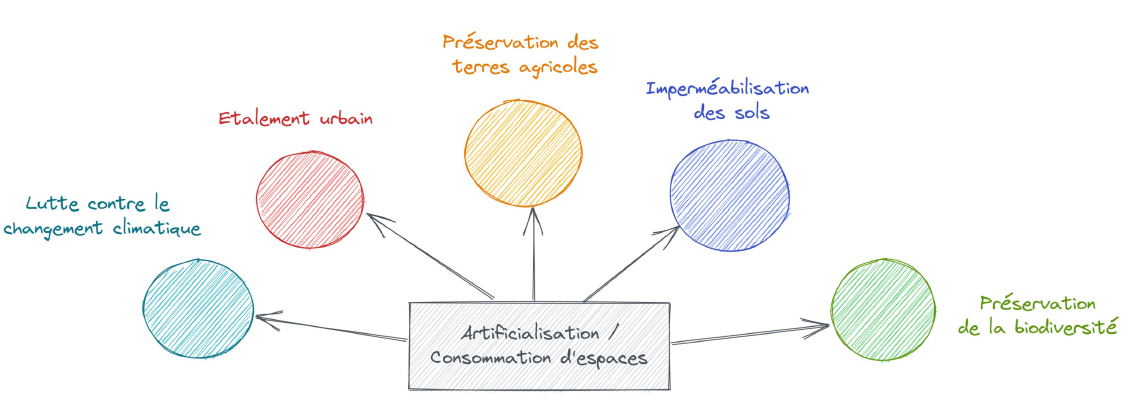 Préservation des
terres agricoles
Imperméabilisation
des sols
Etalement urbain
Lutte contre le
changement climatique
Préservation
de la biodiversité
Artificialisation /
Consommation d'espaces